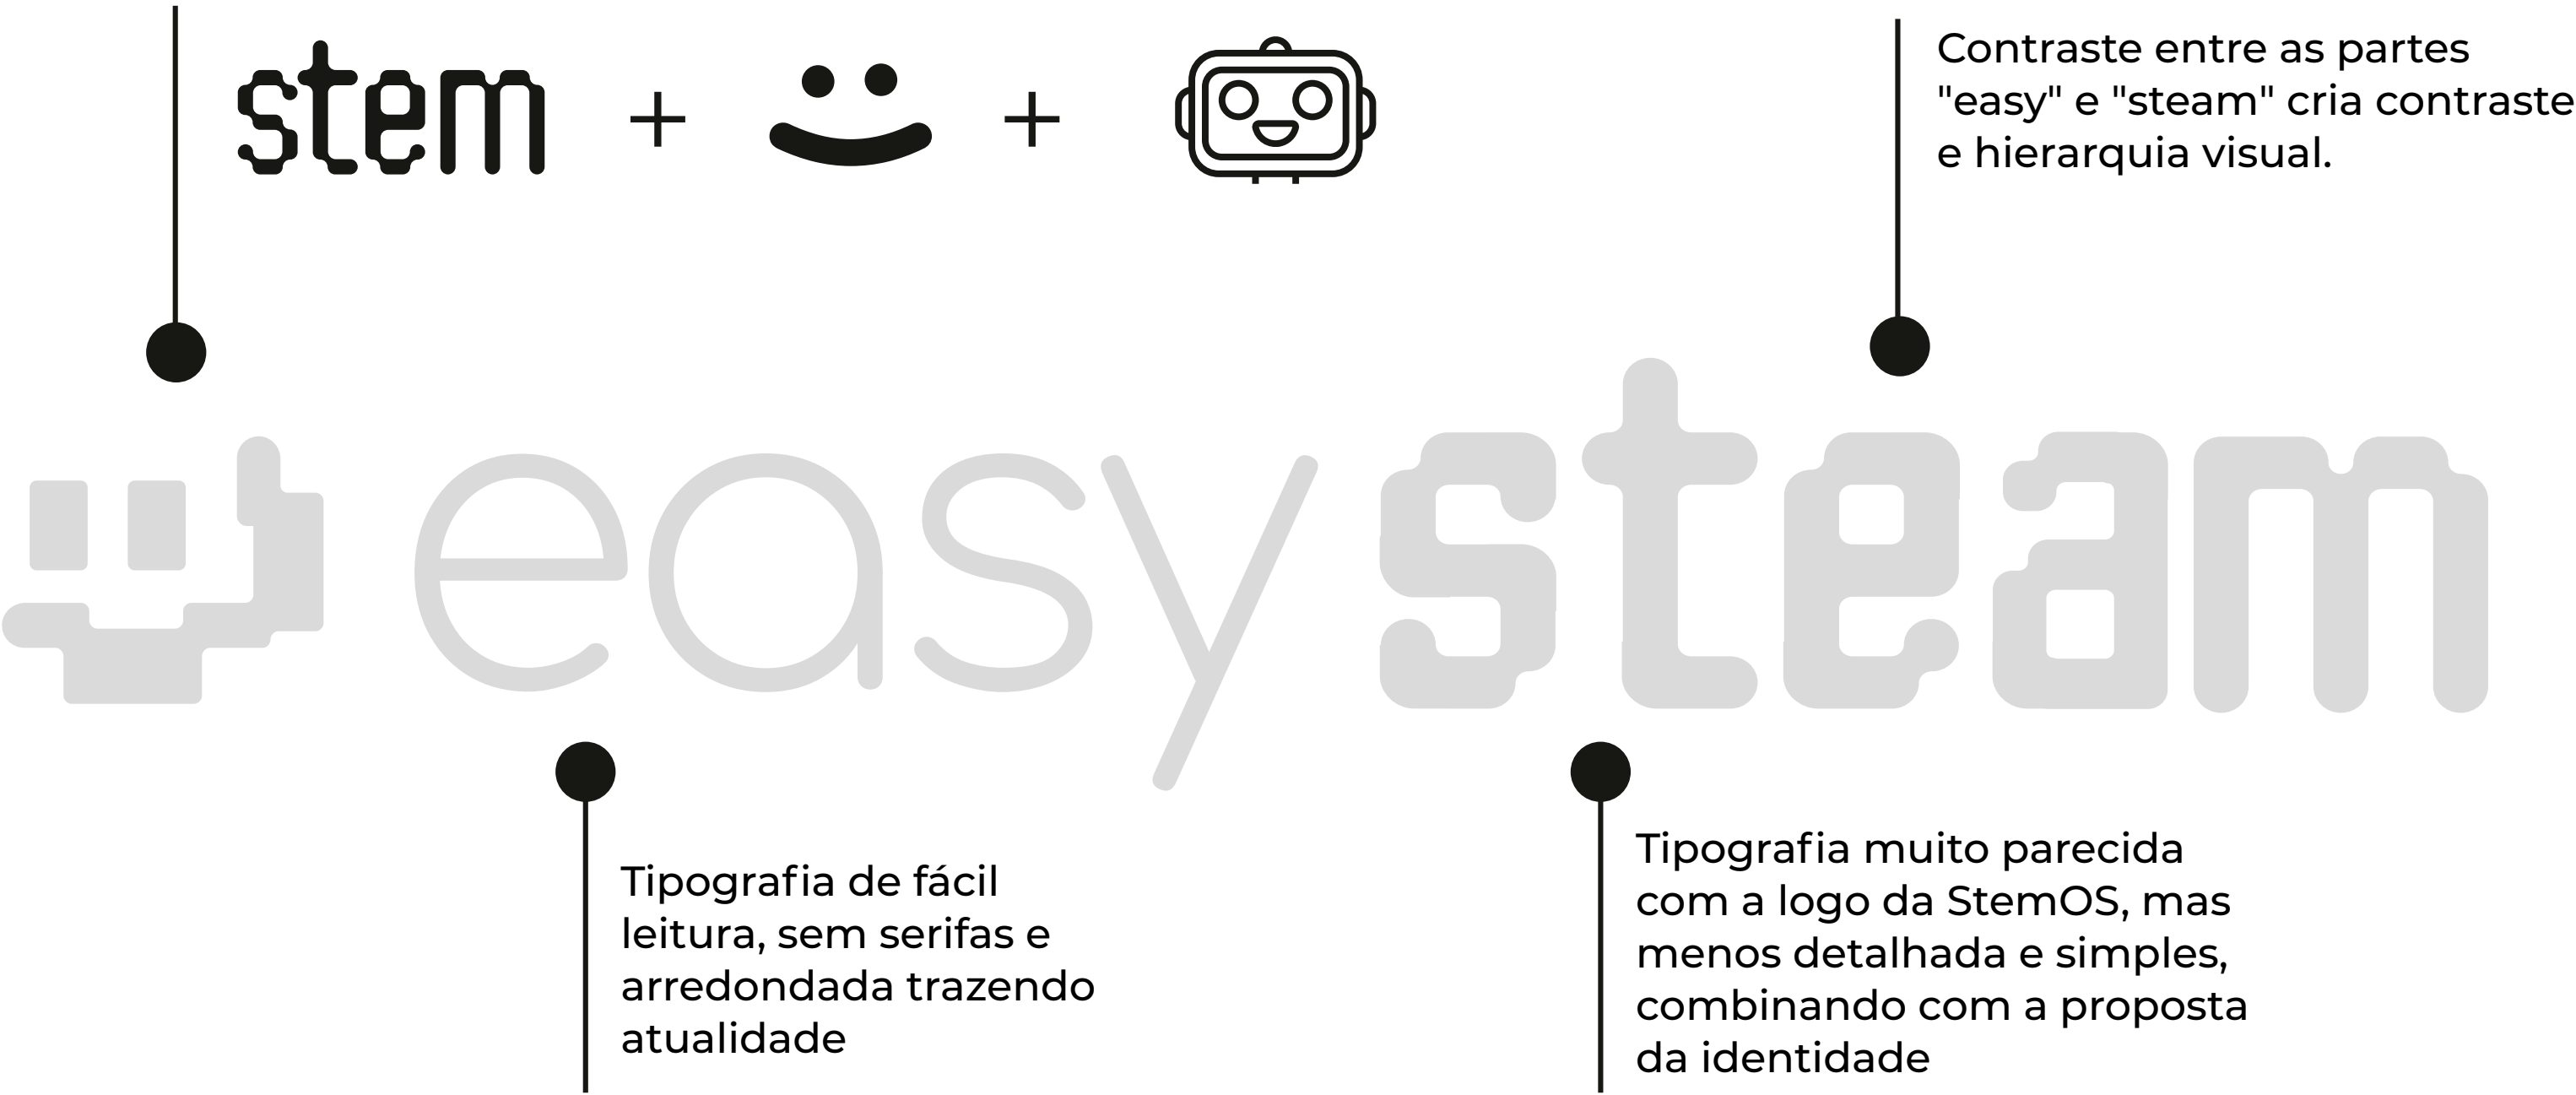 stem + +
Contraste entre as partes
"easy" e "steam" cria contraste
e hierarquia visual.
easy steam
Tipografia de fácil
leitura, sem serifas e
arredondada trazendo
atualidade
Tipografia muito parecida
com a logo da StemOS, mas
menos detalhada e simples,
combinando com a proposta
da identidade